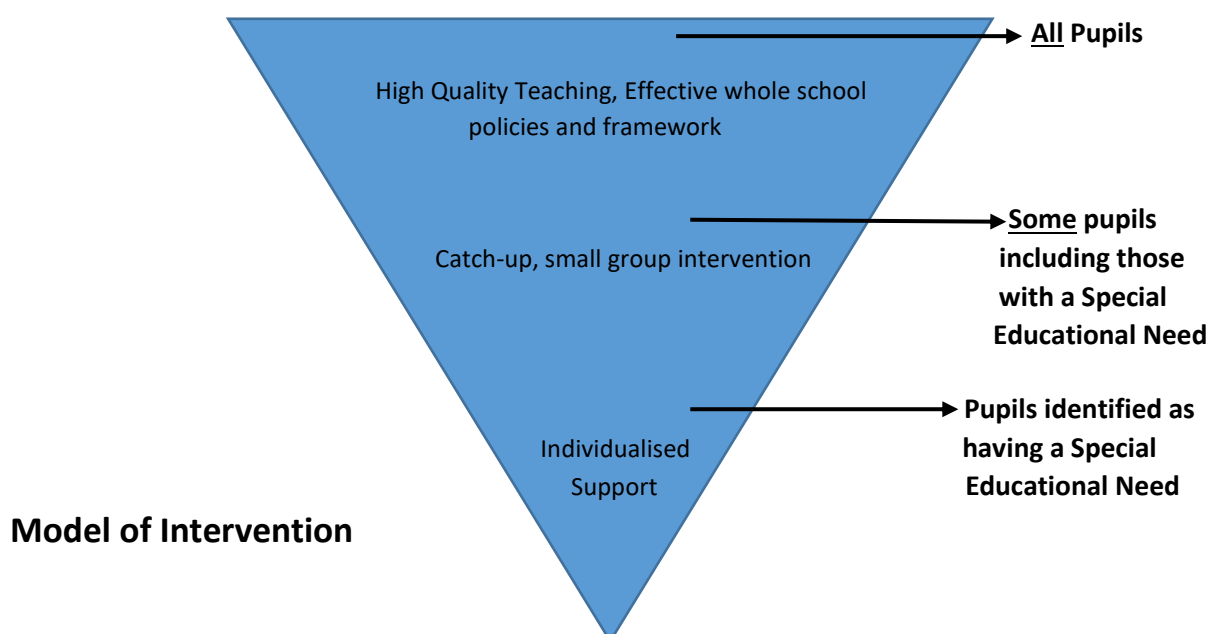 All Pupils
High Quality Teaching, Effective whole school
policies and framework
Some pupils
including those
with a Special
Educational Need
Catch-up, small group intervention
Pupils identified as
having a Special
Educational Need
Individualised
Support
Model of Intervention